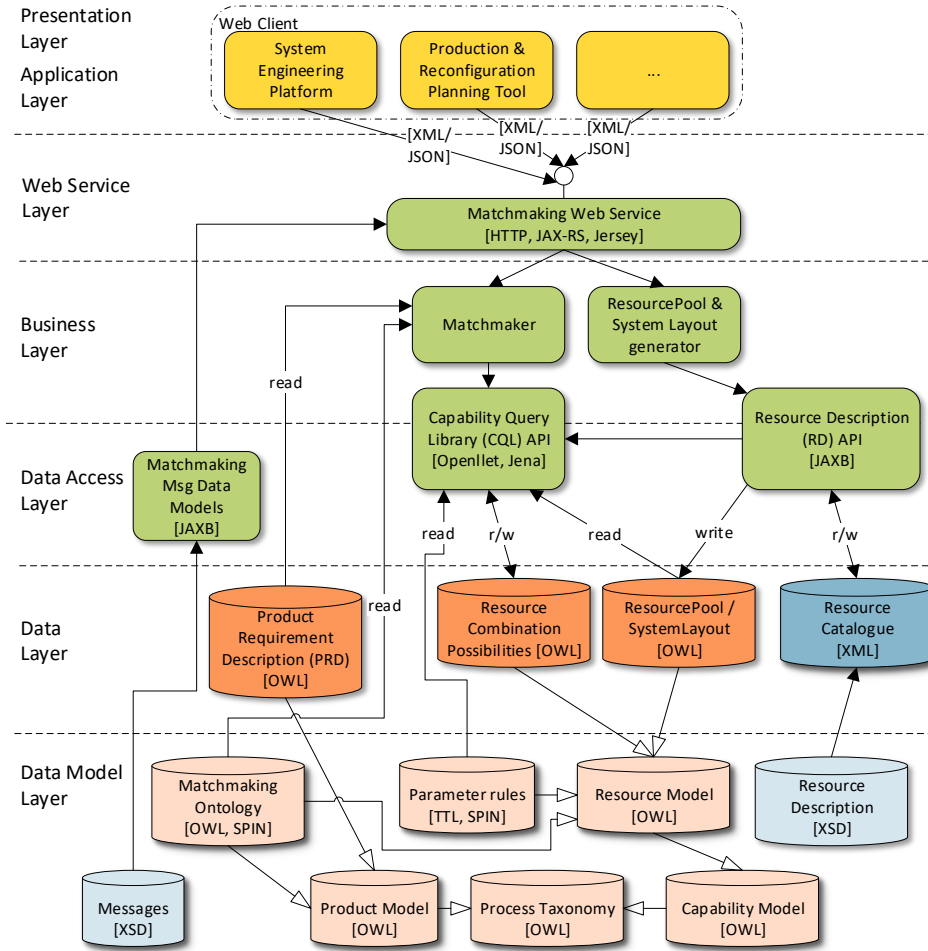 Presentation
Layer
Application
Layer
Web Client
System
Engineering
Platform
Production &
Reconfiguration
Planning Tool
...
[XML/
JSON]
[XML/
JSON]
[XML/
JSON]
Web Service
Layer
Matchmaking Web Service
[HTTP, JAX-RS, Jersey]
Business
Layer
Matchmaker
ResourcePool &
System Layout
generator
read
Capability Query
Library (CQL) API
[Openllet, Jena]
Resource Description
(RD) API
[JAXB]
Data Access
Layer
Matchmaking
Msg Data
Models
[JAXB]
read
r/w
read
write
r/w
Data
Layer
Product
Requirement
Description (PRD)
[OWL]
read
Resource
Combination
Possibilities [OWL]
ResourcePool /
SystemLayout
[OWL]
Resource
Catalogue
[XML]
Data Model
Layer
Matchmaking
Ontology
[OWL, SPIN]
Parameter rules
[TTL, SPIN]
Resource Model
[OWL]
Resource
Description
[XSD]
Messages
[XSD]
Product Model
[OWL]
Process Taxonomy
[OWL]
Capability Model
[OWL]